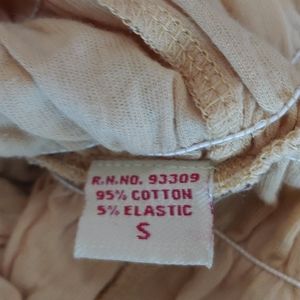 R.N.NO. 93309
95% COTTON
5% ELASTIC
S